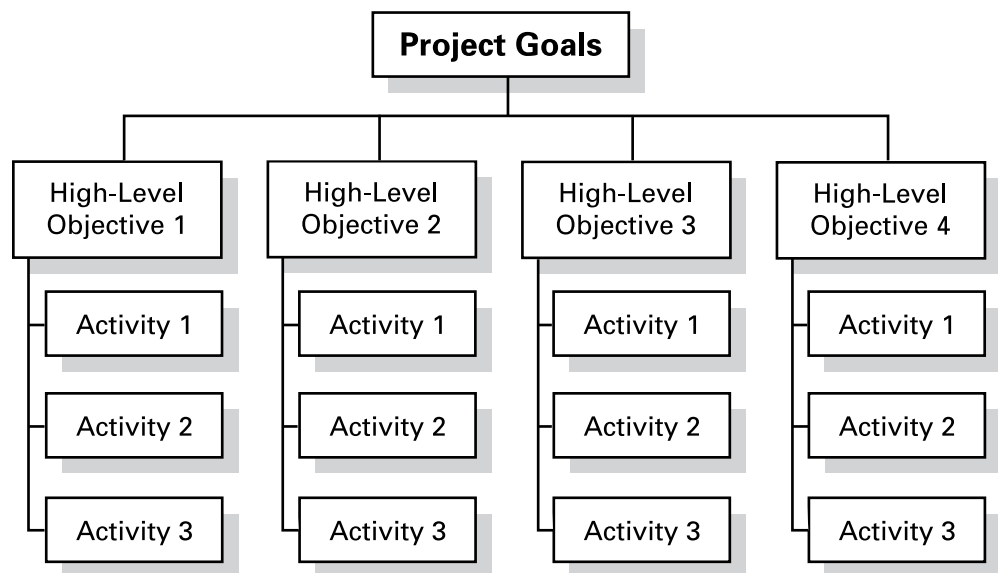 Project Goals
High-Level
Objective 1
High-Level
Objective 2
High-Level
Objective 3
High-Level
Objective 4
Activity 1
Activity 1
Activity 1
Activity 1
Activity 2
Activity 2
Activity 2
Activity 2
Activity 3
Activity 3
Activity 3
Activity 3